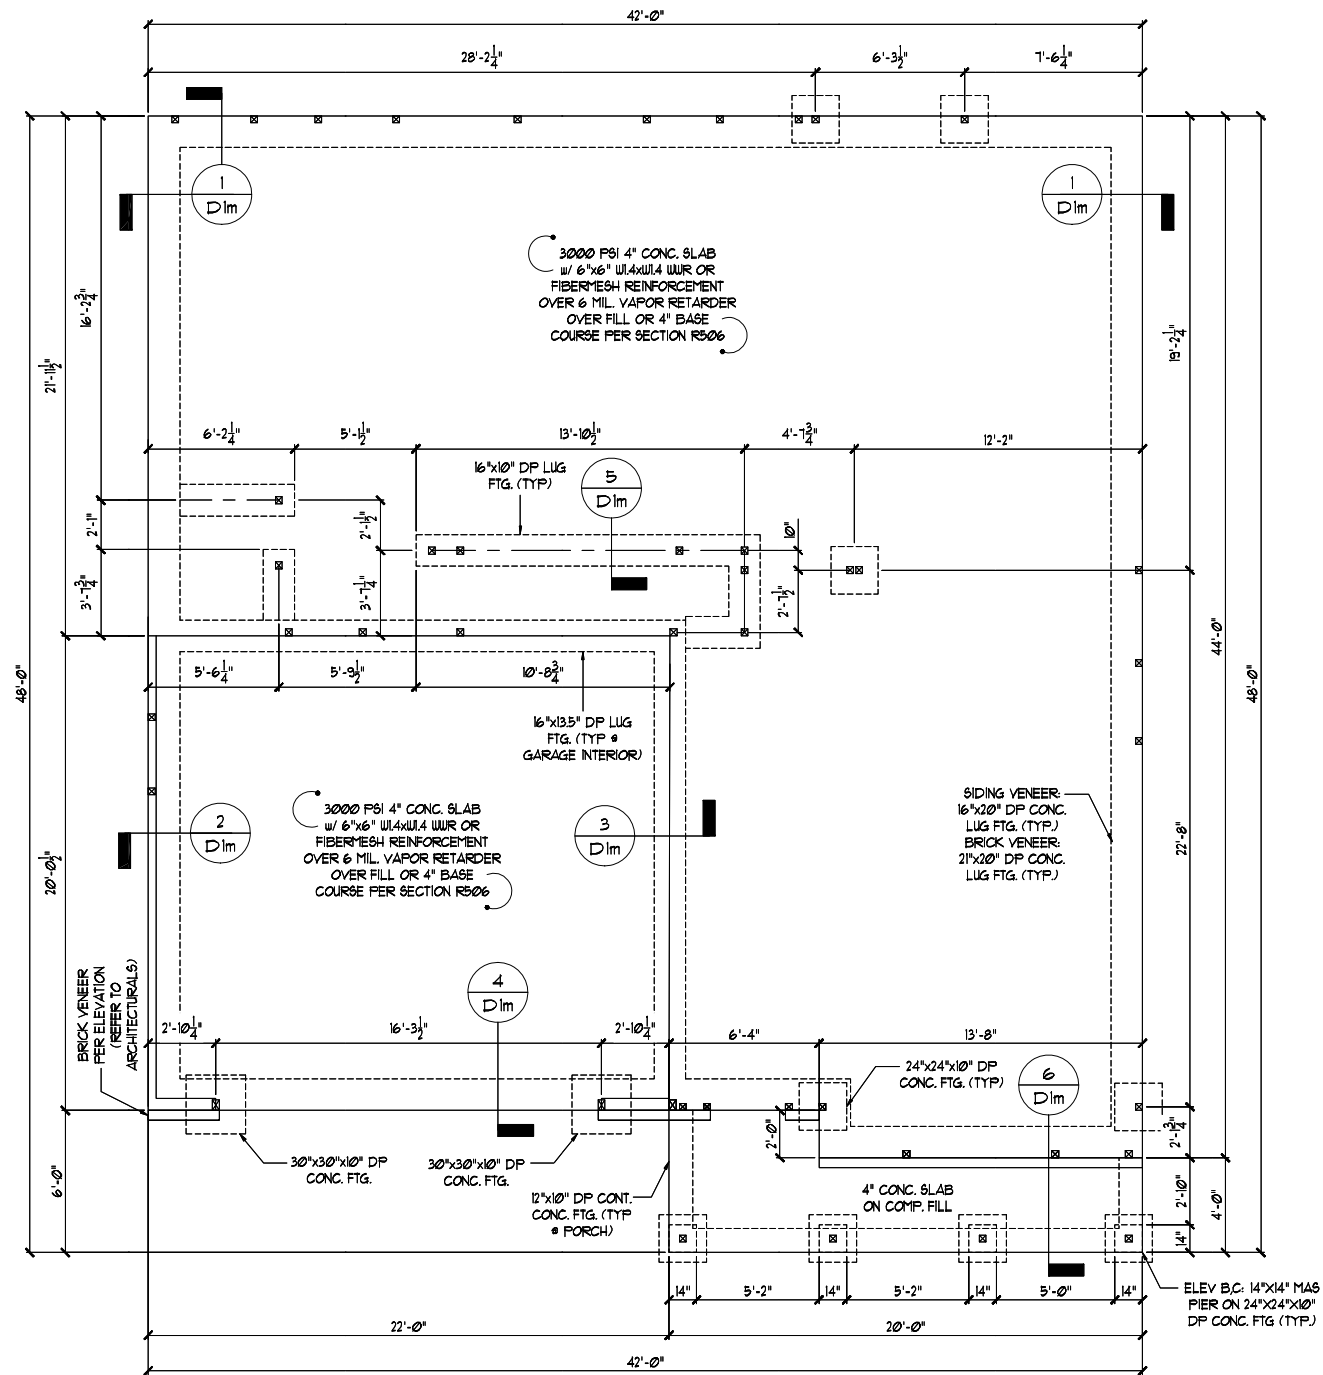 42'-0"
28'-2 1/4"
6'-3 1/2"
7'-6 1/4"
1
D1m
1
D1m
3000 PSI 4" CONC. SLAB
w/ 6"x6" W1.4xW1.4 WWR OR
FIBERMESH REINFORCEMENT
OVER 6 MIL. VAPOR RETARDER
OVER FILL OR 4" BASE
COURSE PER SECTION R506
16'-2 3/4"
21'-11 1/2"
19'-2 1/4"
6'-2 1/4"
5'-1 1/2"
13'-10 1/2"
4'-7 3/4"
12'-2"
16"x10" DP LUG
FTG. (TYP)
5
D1m
2'-1"
2'-1 1/2"
10"
3'-7 3/4"
3'-7 1/4"
2'-7 1/2"
44'-0"
48'-0"
48'-0"
5'-6 1/4"
5'-9 1/2"
10'-8 3/4"
16"x13.5" DP LUG
FTG. (TYP @
GARAGE INTERIOR)
3000 PSI 4" CONC. SLAB
w/ 6"x6" W1.4xW1.4 WWR OR
FIBERMESH REINFORCEMENT
OVER 6 MIL. VAPOR RETARDER
OVER FILL OR 4" BASE
COURSE PER SECTION R506
2
D1m
3
D1m
SIDING VENEER:
16"x20" DP CONC.
LUG FTG. (TYP.)
BRICK VENEER:
21"x20" DP CONC.
LUG FTG. (TYP.)
22'-8"
20'-0 1/2"
4
D1m
BRICK VENEER
PER ELEVATION
(REFER TO
ARCHITECTURALS)
2'-10 1/4"
16'-3 1/2"
2'-10 1/4"
6'-4"
13'-8"
24"x24"x10" DP
CONC. FTG. (TYP)
6
D1m
2'-0"
2'-1 3/4"
30"x30"x10" DP
CONC. FTG.
30"x30"x10" DP
CONC. FTG.
12"x10" DP CONT.
CONC. FTG. (TYP
@ PORCH)
4" CONC. SLAB
ON COMP. FILL
6'-0"
2'-10"
4'-0"
14"
14"
5'-2"
14"
5'-2"
14"
5'-0"
14"
ELEV B,C: 14"X14" MAS
PIER ON 24"X24"X10"
DP CONC. FTG (TYP.)
22'-0"
20'-0"
42'-0"